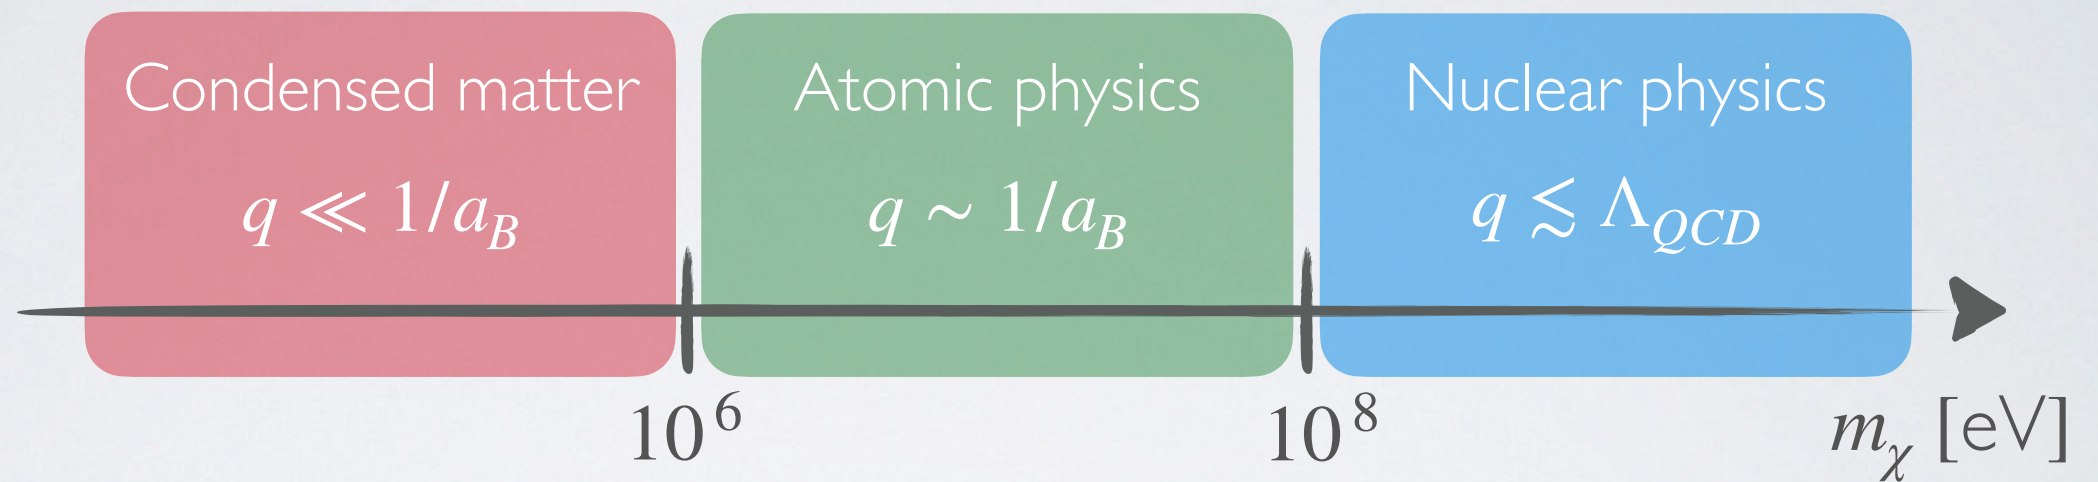 Condensed matter
q ≪ 1/a_B
Atomic physics
q ∼ 1/a_B
Nuclear physics
q ≲ Λ_QCD
10^6
10^8
m_χ [eV]